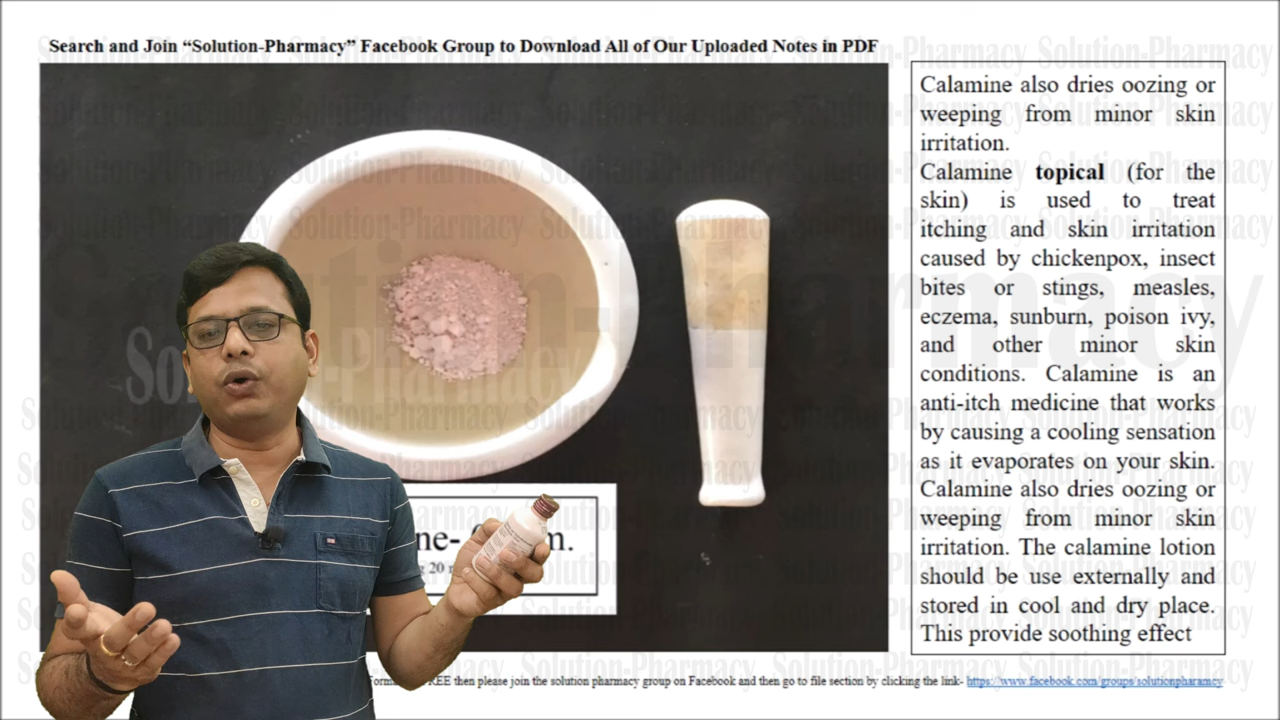 Search and Join “Solution-Pharmacy” Facebook Group to Download All of Our Uploaded Notes in PDF
Calamine also dries oozing or
weeping from minor skin
irritation.
Calamine topical (for the
skin) is used to treat
itching and skin irritation
caused by chickenpox, insect
bites or stings, measles,
eczema, sunburn, poison ivy,
and other minor skin
conditions. Calamine is an
anti-itch medicine that works
by causing a cooling sensation
as it evaporates on your skin.
Calamine also dries oozing or
weeping from minor skin
irritation. The calamine lotion
should be use externally and
stored in cool and dry place.
This provide soothing effect
then please join the solution pharmacy group on Facebook and then go to file section by clicking the link- https://www.facebook.com/groups/solutionpharamcy
Solution-Pharmacy